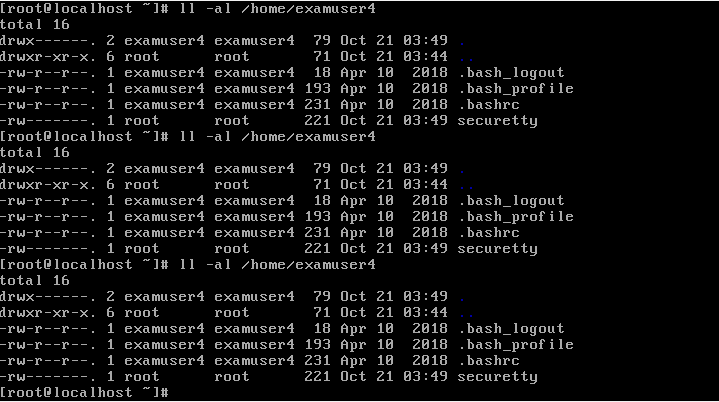 [root@localhost ~]# ll -al /home/examuser4
total 16
drwx------. 2 examuser4 examuser4  79 Oct 21 03:49 .
drwxr-xr-x. 6 root      root       71 Oct 21 03:44 ..
-rw-r--r--. 1 examuser4 examuser4  18 Apr 10  2018 .bash_logout
-rw-r--r--. 1 examuser4 examuser4 193 Apr 10  2018 .bash_profile
-rw-r--r--. 1 examuser4 examuser4 231 Apr 10  2018 .bashrc
-rw-------. 1 root      root      221 Oct 21 03:49 securetty
[root@localhost ~]# ll -al /home/examuser4
total 16
drwx------. 2 examuser4 examuser4  79 Oct 21 03:49 .
drwxr-xr-x. 6 root      root       71 Oct 21 03:44 ..
-rw-r--r--. 1 examuser4 examuser4  18 Apr 10  2018 .bash_logout
-rw-r--r--. 1 examuser4 examuser4 193 Apr 10  2018 .bash_profile
-rw-r--r--. 1 examuser4 examuser4 231 Apr 10  2018 .bashrc
-rw-------. 1 root      root      221 Oct 21 03:49 securetty
[root@localhost ~]# ll -al /home/examuser4
total 16
drwx------. 2 examuser4 examuser4  79 Oct 21 03:49 .
drwxr-xr-x. 6 root      root       71 Oct 21 03:44 ..
-rw-r--r--. 1 examuser4 examuser4  18 Apr 10  2018 .bash_logout
-rw-r--r--. 1 examuser4 examuser4 193 Apr 10  2018 .bash_profile
-rw-r--r--. 1 examuser4 examuser4 231 Apr 10  2018 .bashrc
-rw-------. 1 root      root      221 Oct 21 03:49 securetty
[root@localhost ~]#